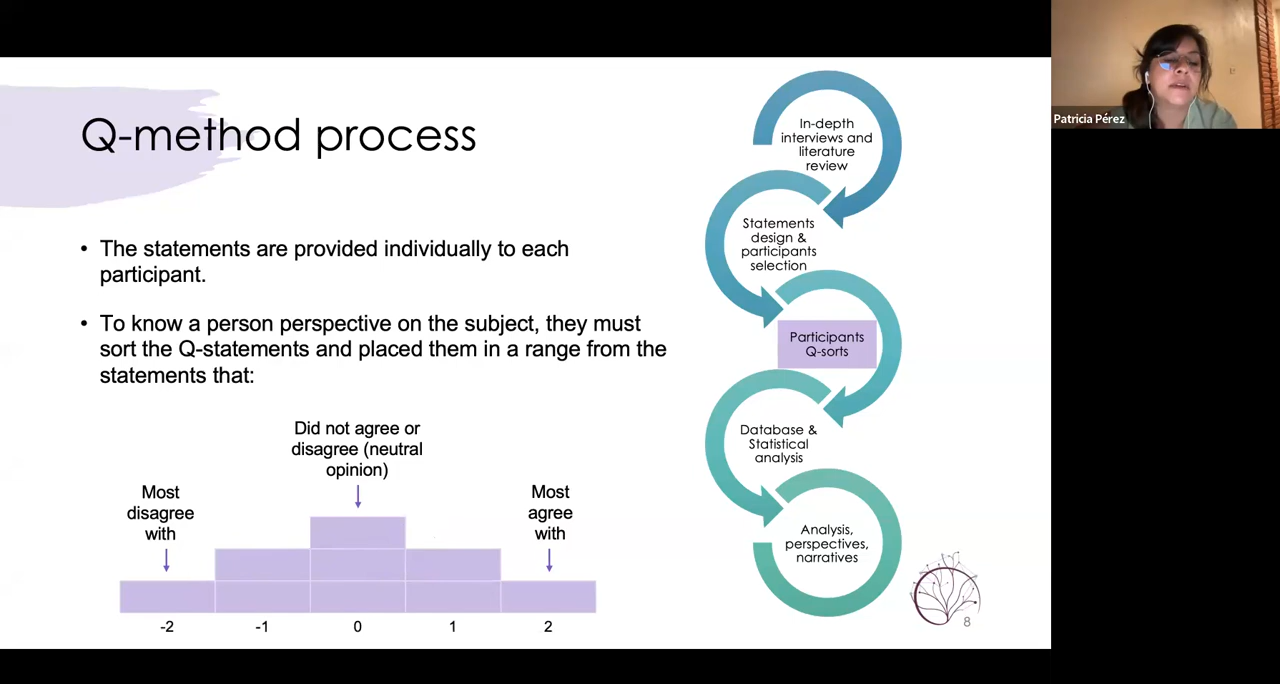 Q-method process
• The statements are provided individually to each
participant.
• To know a person perspective on the subject, they must
sort the Q-statements and placed them in a range from the
statements that:
Did not agree or
disagree (neutral
opinion)
Most
disagree
with
Most
agree
with
-2 -1 0 1 2
In-depth
interviews and
literature
review
Statements
design &
participants
selection
Participants
Q-sorts
Database &
Statistical
analysis
Analysis,
perspectives,
narratives
8
Patricia Pérez